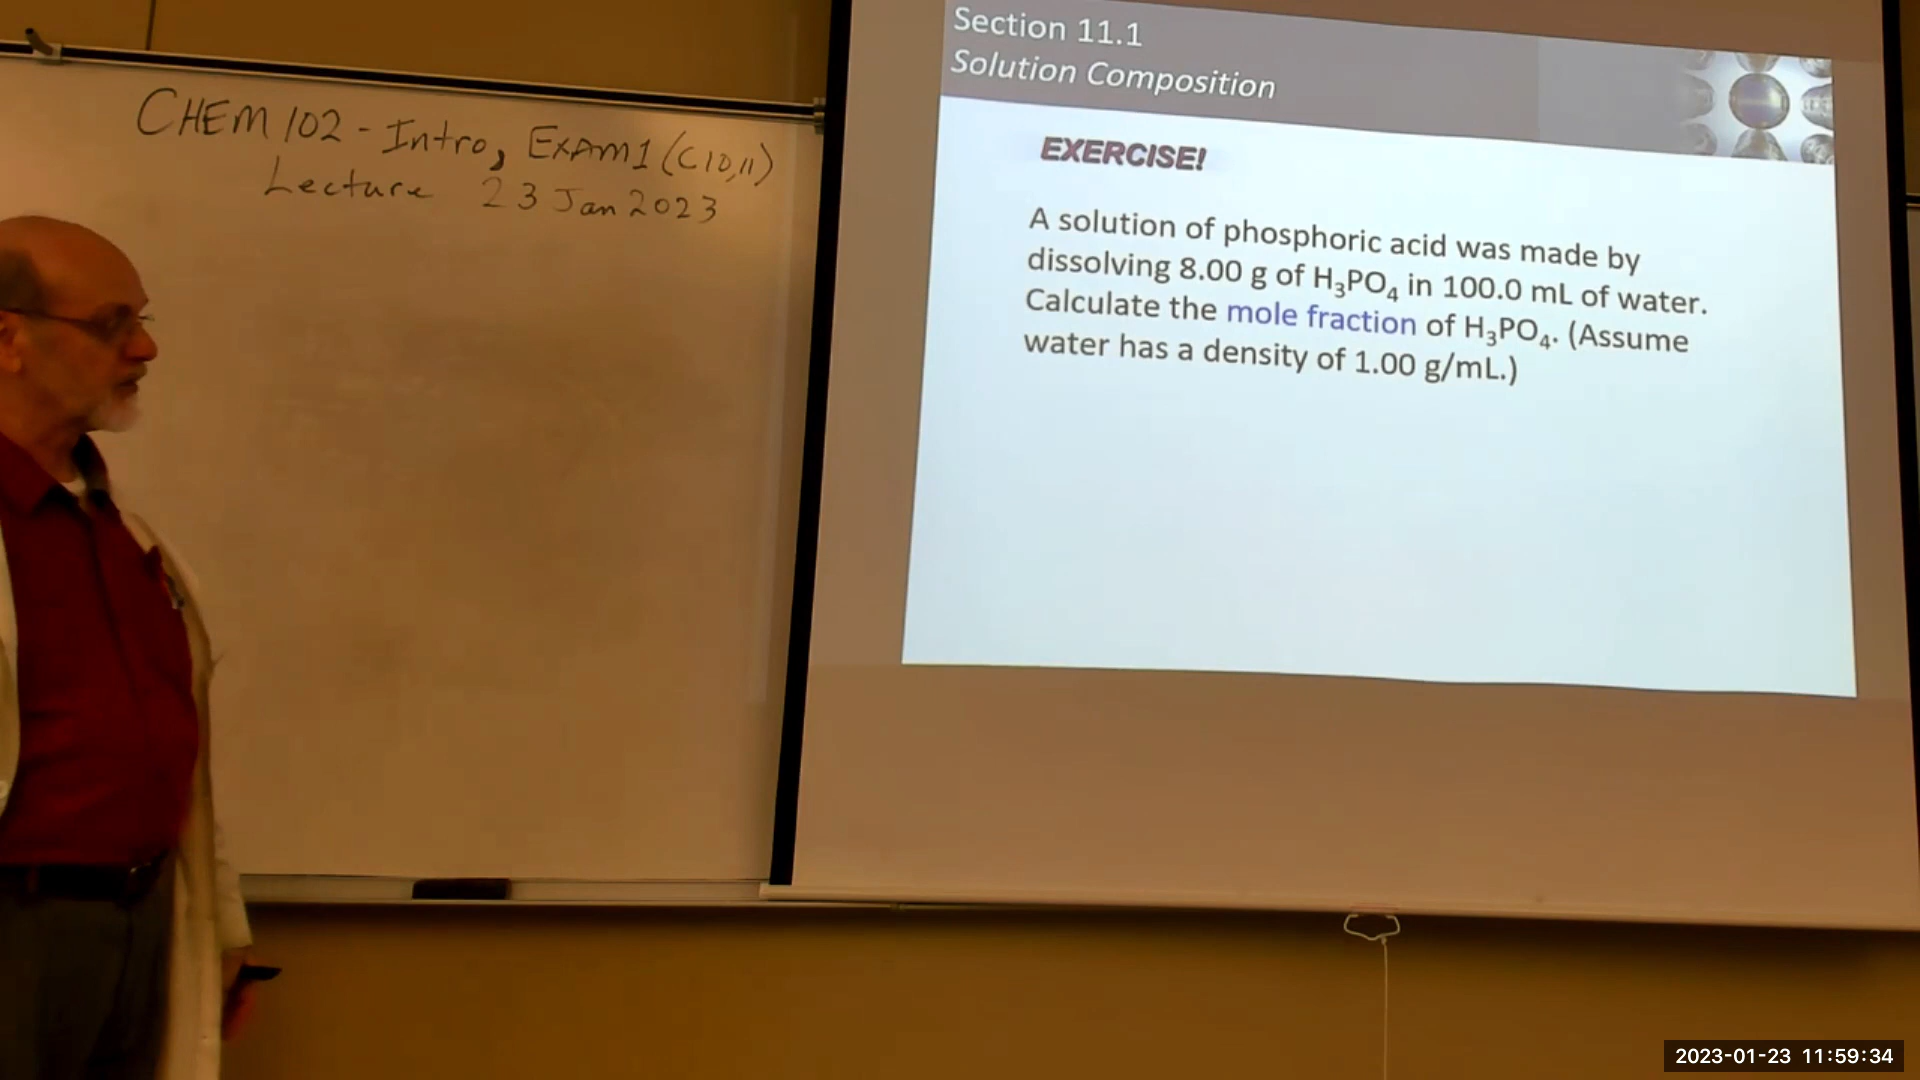 CHEM 102 - Intro, EXAM1 (C10,11)
Lecture 23 Jan 2023
Section 11.1
Solution Composition
EXERCISE!
A solution of phosphoric acid was made by
dissolving 8.00 g of H₃PO₄ in 100.0 mL of water.
Calculate the mole fraction of H₃PO₄. (Assume
water has a density of 1.00 g/mL.)
2023-01-23 11:59:34